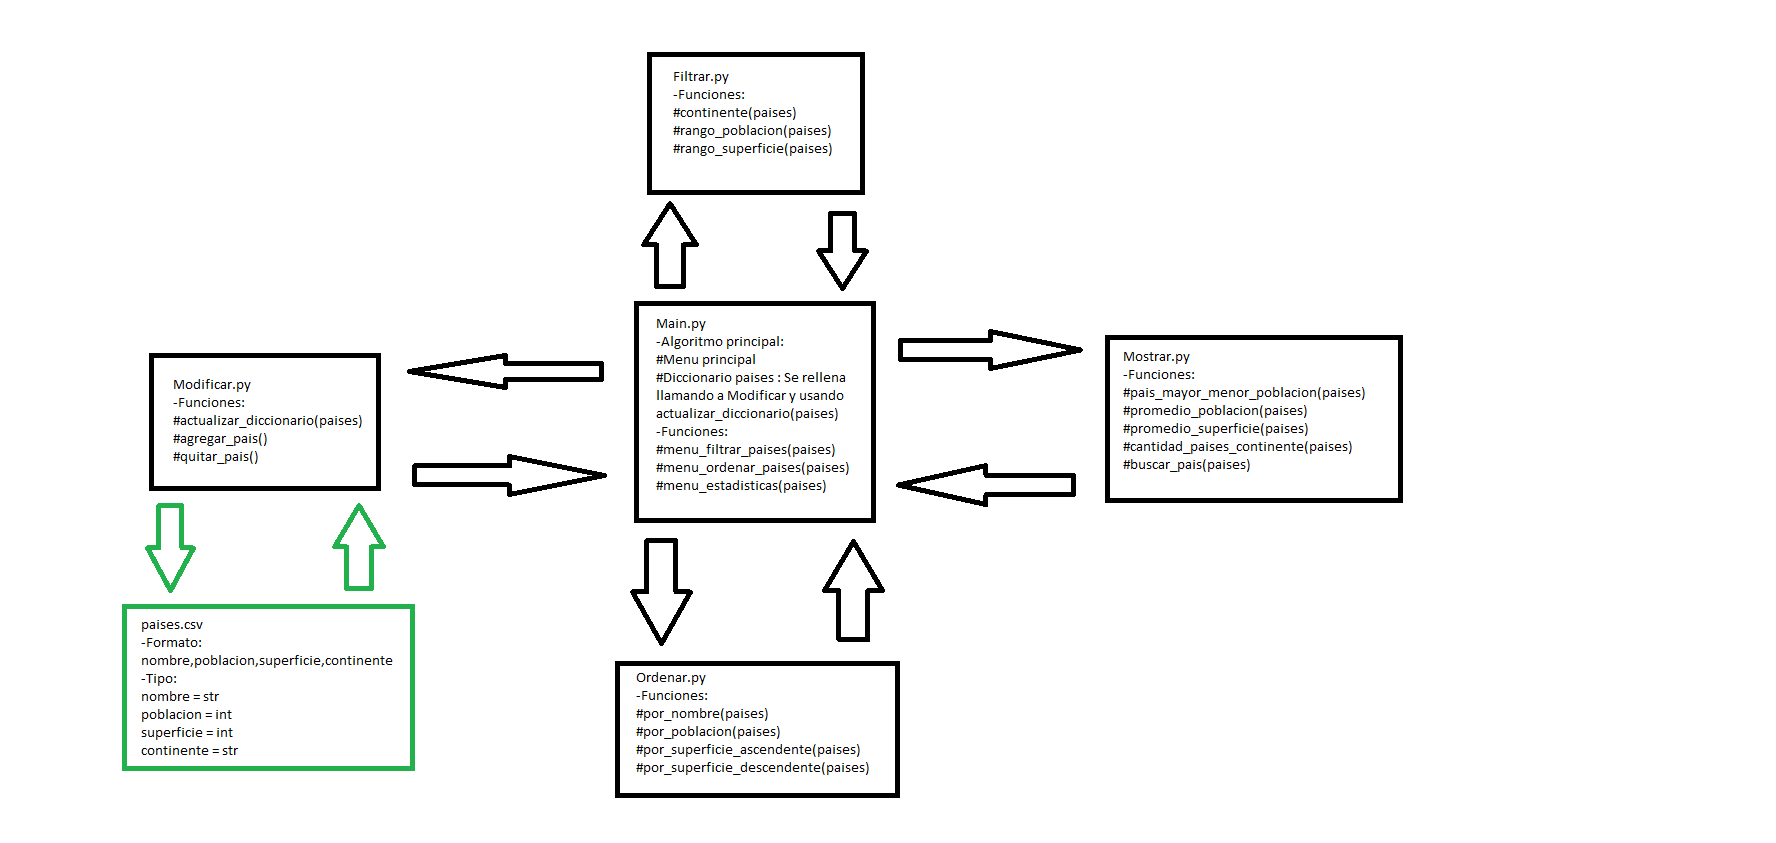 Filtrar.py
-Funciones:
#continente(paises)
#rango_poblacion(paises)
#rango_superficie(paises)
Main.py
-Algoritmo principal:
#Menu principal
#Diccionario paises : Se rellena
llamando a Modificar y usando
actualizar_diccionario(paises)
-Funciones:
#menu_filtrar_paises(paises)
#menu_ordenar_paises(paises)
#menu_estadisticas(paises)
Mostrar.py
-Funciones:
#pais_mayor_menor_poblacion(paises)
#promedio_poblacion(paises)
#promedio_superficie(paises)
#cantidad_paises_continente(paises)
#buscar_pais(paises)
Modificar.py
-Funciones:
#actualizar_diccionario(paises)
#agregar_pais()
#quitar_pais()
paises.csv
-Formato:
nombre,poblacion,superficie,continente
-Tipo:
nombre = str
poblacion = int
superficie = int
continente = str
Ordenar.py
-Funciones:
#por_nombre(paises)
#por_poblacion(paises)
#por_superficie_ascendente(paises)
#por_superficie_descendente(paises)